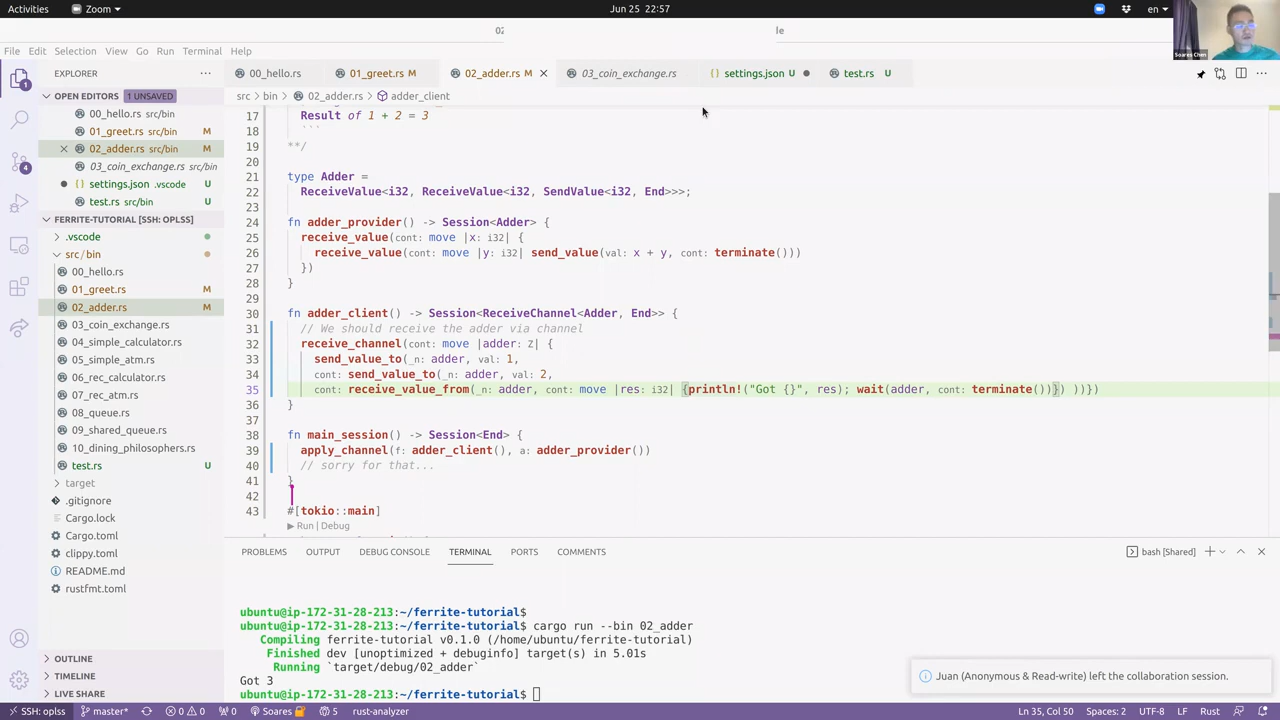 Activities Zoom Jun 25 22:57 en
02 le
Soares Chen
File Edit Selection View Go Run Terminal Help
EXPLORER ··· 00_hello.rs 01_greet.rs M 02_adder.rs M 03_coin_exchange.rs settings.json U test.rs U
OPEN EDITORS 1 UNSAVED
00_hello.rs src/bin
01_greet.rs src/bin M
02_adder.rs src/bin M
03_coin_exchange.rs src/bin
settings.json .vscode U
test.rs src/bin U
FERRITE-TUTORIAL [SSH: OPLSS]
.vscode
src/bin
00_hello.rs
01_greet.rs M
02_adder.rs M
03_coin_exchange.rs
04_simple_calculator.rs
05_simple_atm.rs
06_rec_calculator.rs
07_rec_atm.rs
08_queue.rs
09_shared_queue.rs
10_dining_philosophers.rs
test.rs U
target
.gitignore
Cargo.lock
Cargo.toml
clippy.toml
README.md
rustfmt.toml
OUTLINE
TIMELINE
LIVE SHARE
4
src > bin > 02_adder.rs > adder_client
17 Result of 1 + 2 = 3
18 ```
19 **/
20
21 type Adder =
22 ReceiveValue<i32, ReceiveValue<i32, SendValue<i32, End>>>;
23
24 fn adder_provider() -> Session<Adder> {
25 receive_value(cont: move |x: i32| {
26 receive_value(cont: move |y: i32| send_value(val: x + y, cont: terminate()))
27 })
28 }
29
30 fn adder_client() -> Session<ReceiveChannel<Adder, End>> {
31 // We should receive the adder via channel
32 receive_channel(cont: move |adder: Z| {
33 send_value_to(_n: adder, val: 1,
34 cont: send_value_to(_n: adder, val: 2,
35 cont: receive_value_from(_n: adder, cont: move |res: i32| {println!("Got {}", res); wait(adder, cont: terminate())}) ))})
36 }
37
38 fn main_session() -> Session<End> {
39 apply_channel(f: adder_client(), a: adder_provider())
40 // sorry for that...
41 }
42
43 #[tokio::main]
Run | Debug
PROBLEMS OUTPUT DEBUG CONSOLE TERMINAL PORTS COMMENTS bash [Shared]
ubuntu@ip-172-31-28-213:~/ferrite-tutorial$
ubuntu@ip-172-31-28-213:~/ferrite-tutorial$ cargo run --bin 02_adder
Compiling ferrite-tutorial v0.1.0 (/home/ubuntu/ferrite-tutorial)
Finished dev [unoptimized + debuginfo] target(s) in 5.01s
Running `target/debug/02_adder`
Got 3
ubuntu@ip-172-31-28-213:~/ferrite-tutorial$
Juan (Anonymous & Read-write) left the collaboration session.
SSH: oplss master* 0 0 0 Soares 5 rust-analyzer Ln 35, Col 50 Spaces: 2 UTF-8 LF Rust